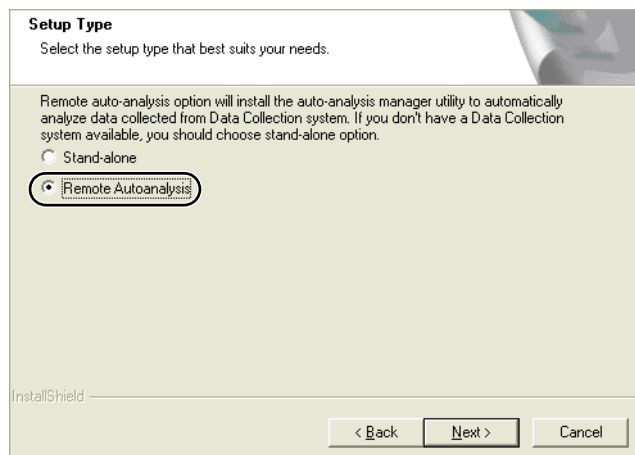 Setup Type
Select the setup type that best suits your needs.
Remote auto-analysis option will install the auto-analysis manager utility to automatically
analyze data collected from Data Collection system. If you don't have a Data Collection
system available, you should choose stand-alone option.
Stand-alone
Remote Autoanalysis
InstallShield
< Back Next > Cancel